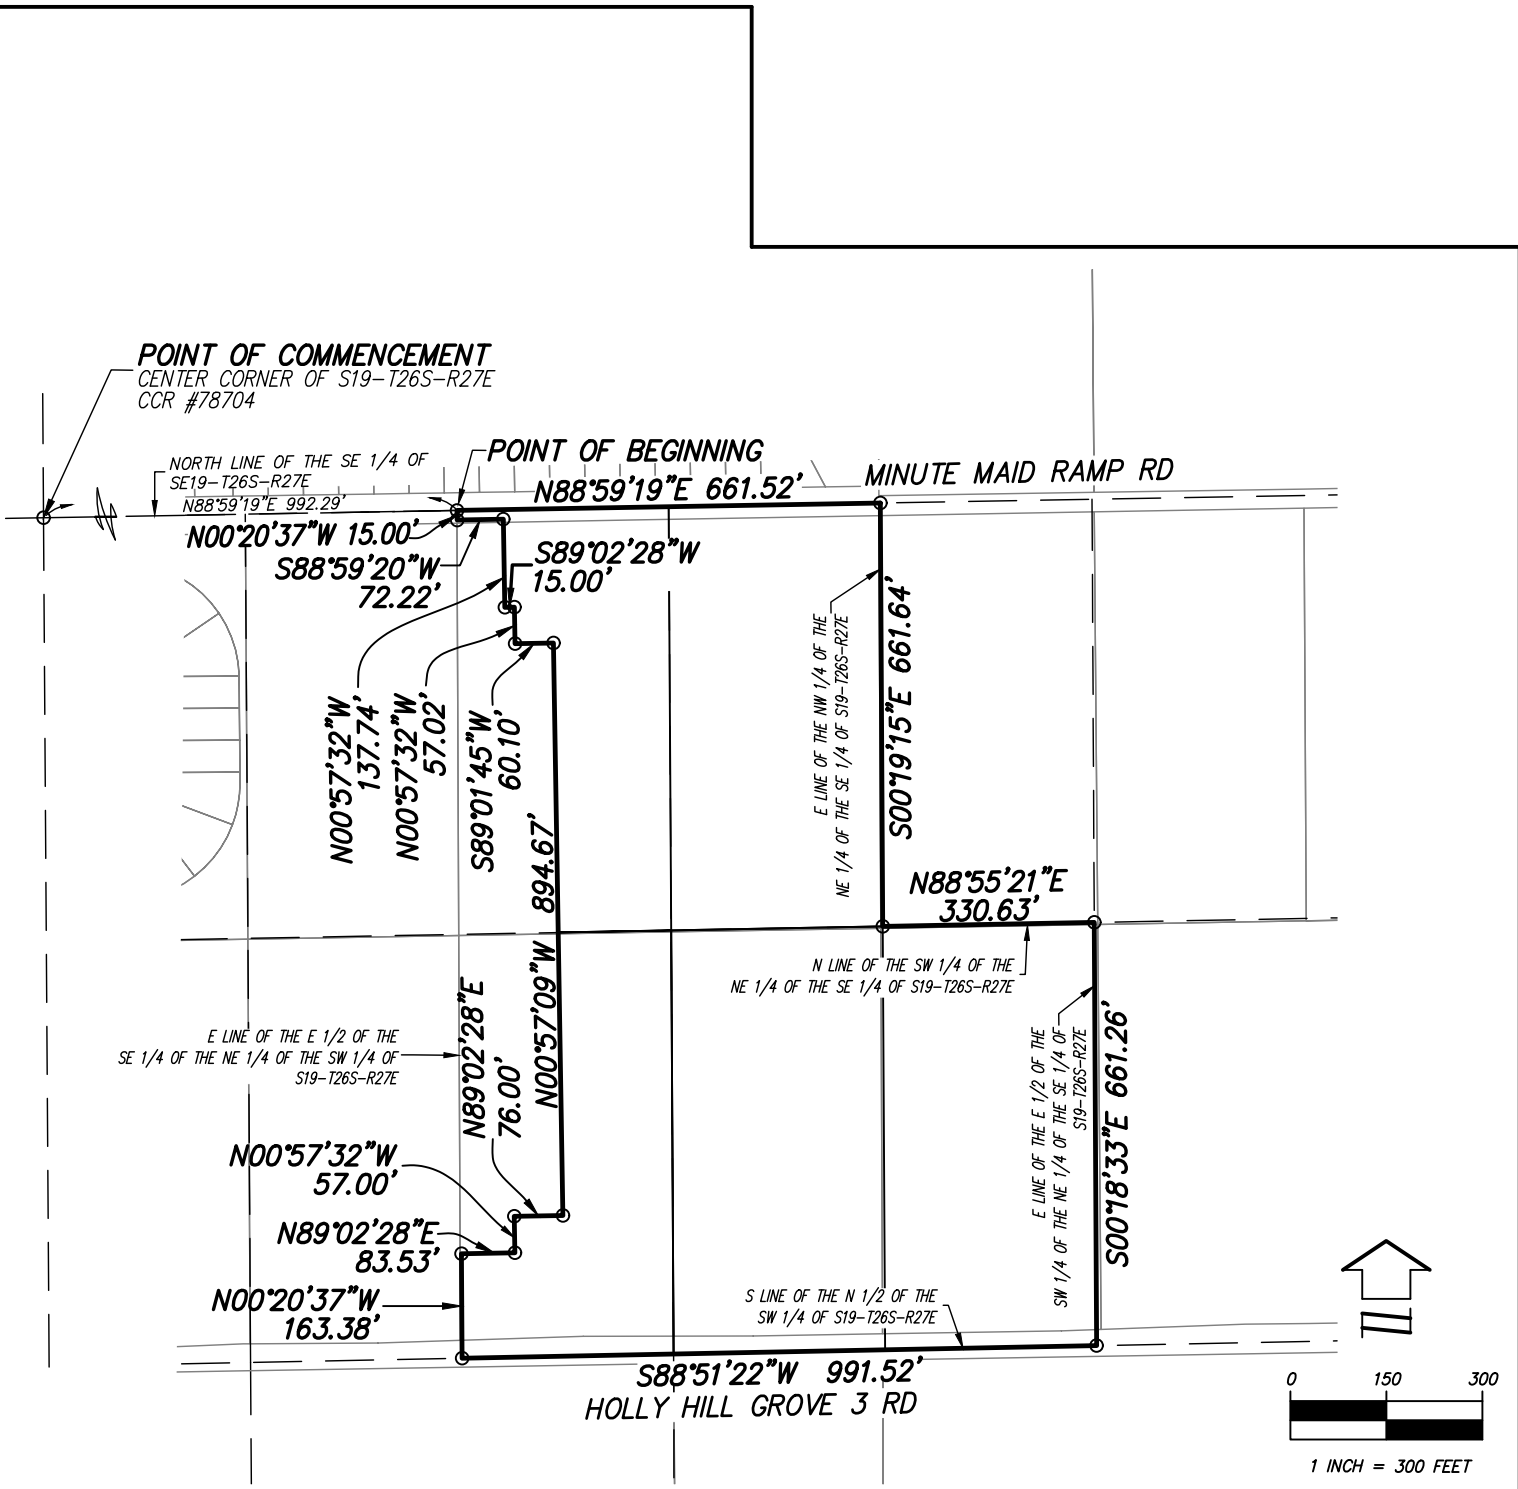 POINT OF COMMENCEMENT
CENTER CORNER OF S19-T26S-R27E
CCR #78704
NORTH LINE OF THE SE 1/4 OF
SE19-T26S-R27E
N88°59'19"E 992.29'
POINT OF BEGINNING
N88°59'19"E 661.52'
MINUTE MAID RAMP RD
N00°20'37"W 15.00'
S88°59'20"W
72.22'
S89°02'28"W
15.00'
N00°57'32"W
137.74'
N00°57'32"W
57.02'
S89°01'45"W
60.10'
N00°57'09"W 894.67'
E LINE OF THE NW 1/4 OF THE
NE 1/4 OF THE SE 1/4 OF S19-T26S-R27E
S00°19'15"E 661.64'
N88°55'21"E
330.63'
N LINE OF THE SW 1/4 OF THE
NE 1/4 OF THE SE 1/4 OF S19-T26S-R27E
E LINE OF THE E 1/2 OF THE
SE 1/4 OF THE NE 1/4 OF THE SW 1/4 OF
S19-T26S-R27E
N89°02'28"E
76.00'
E LINE OF THE E 1/2 OF THE
SW 1/4 OF THE NE 1/4 OF THE SE 1/4 OF
S19-T26S-R27E
S00°18'33"E 661.26'
N00°57'32"W
57.00'
N89°02'28"E
83.53'
N00°20'37"W
163.38'
S LINE OF THE N 1/2 OF THE
SW 1/4 OF S19-T26S-R27E
S88°51'22"W 991.52'
HOLLY HILL GROVE 3 RD
0 150 300
1 INCH = 300 FEET